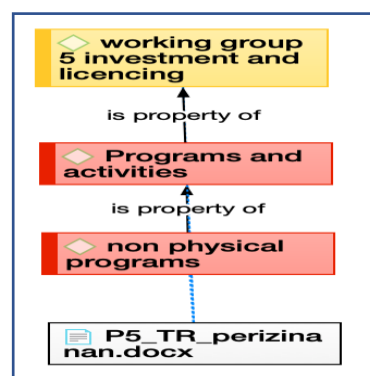 working group
5 investment and
licencing
is property of
Programs and
activities
is property of
non physical
programs
P5_TR_perizina
nan.docx